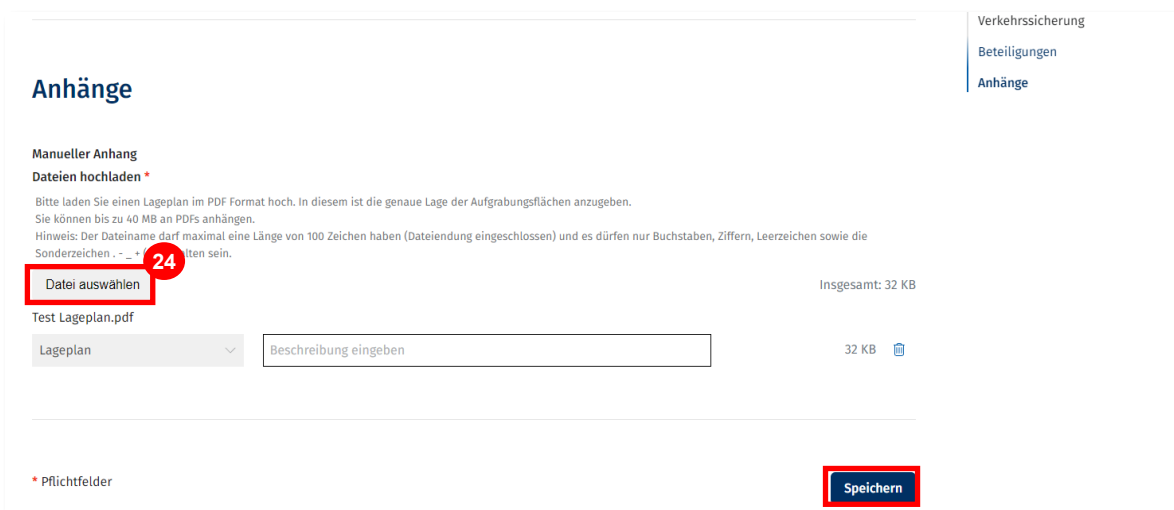 Verkehrssicherung
Beteiligungen
Anhänge
Anhänge
Manueller Anhang
Dateien hochladen *
Bitte laden Sie einen Lageplan im PDF Format hoch. In diesem ist die genaue Lage der Aufgrabungsflächen anzugeben.
Sie können bis zu 40 MB an PDFs anhängen.
Hinweis: Der Dateiname darf maximal eine Länge von 100 Zeichen haben (Dateiendung eingeschlossen) und es dürfen nur Buchstaben, Ziffern, Leerzeichen sowie die
Sonderzeichen . - _ + lten sein.
24
Datei auswählen
Insgesamt: 32 KB
Test Lageplan.pdf
Lageplan Beschreibung eingeben 32 KB
* Pflichtfelder
Speichern